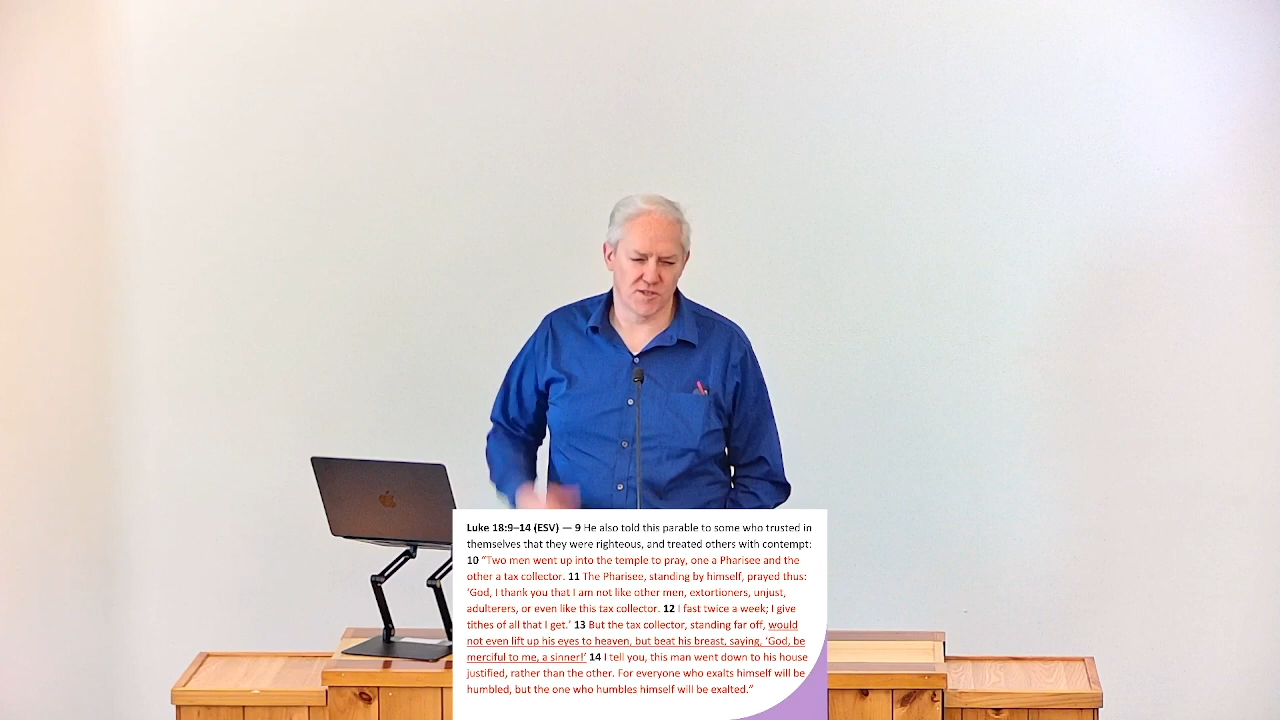 Luke 18:9–14 (ESV) — 9 He also told this parable to some who trusted in
themselves that they were righteous, and treated others with contempt:
10 “Two men went up into the temple to pray, one a Pharisee and the
other a tax collector. 11 The Pharisee, standing by himself, prayed thus:
‘God, I thank you that I am not like other men, extortioners, unjust,
adulterers, or even like this tax collector. 12 I fast twice a week; I give
tithes of all that I get.’ 13 But the tax collector, standing far off, would
not even lift up his eyes to heaven, but beat his breast, saying, ‘God, be
merciful to me, a sinner!’ 14 I tell you, this man went down to his house
justified, rather than the other. For everyone who exalts himself will be
humbled, but the one who humbles himself will be exalted.”